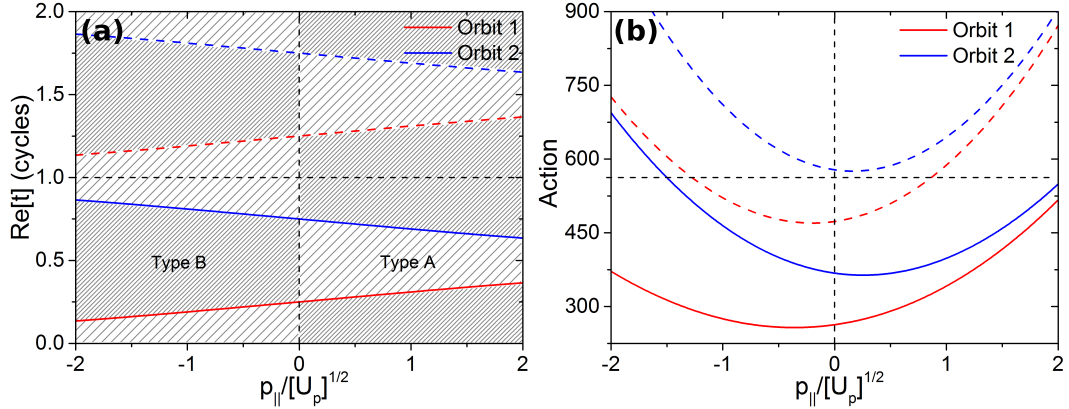 (a)
Orbit 1
Orbit 2
2.0
1.5
1.0
0.5
0.0
Re[t] (cycles)
Type B
Type A
-2
-1
0
1
2
p||/[Up]1/2
(b)
Orbit 1
Orbit 2
900
750
600
450
300
Action
-2
-1
0
1
2
p||/[Up]1/2